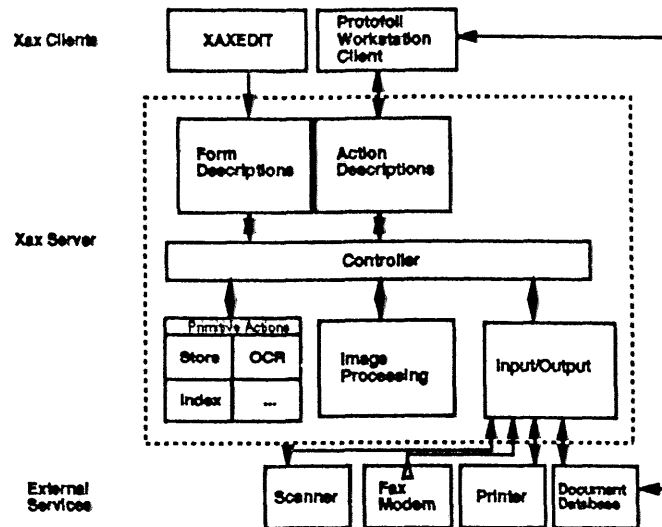 Xax Clients
XAXEDIT
Protofoil
Workstation
Client
Form
Descriptions
Action
Descriptions
Xax Server
Controller
Primitive Actions
Store
OCR
Index
...
Image
Processing
Input/Output
External
Services
Scanner
Fax
Modem
Printer
Document
Database